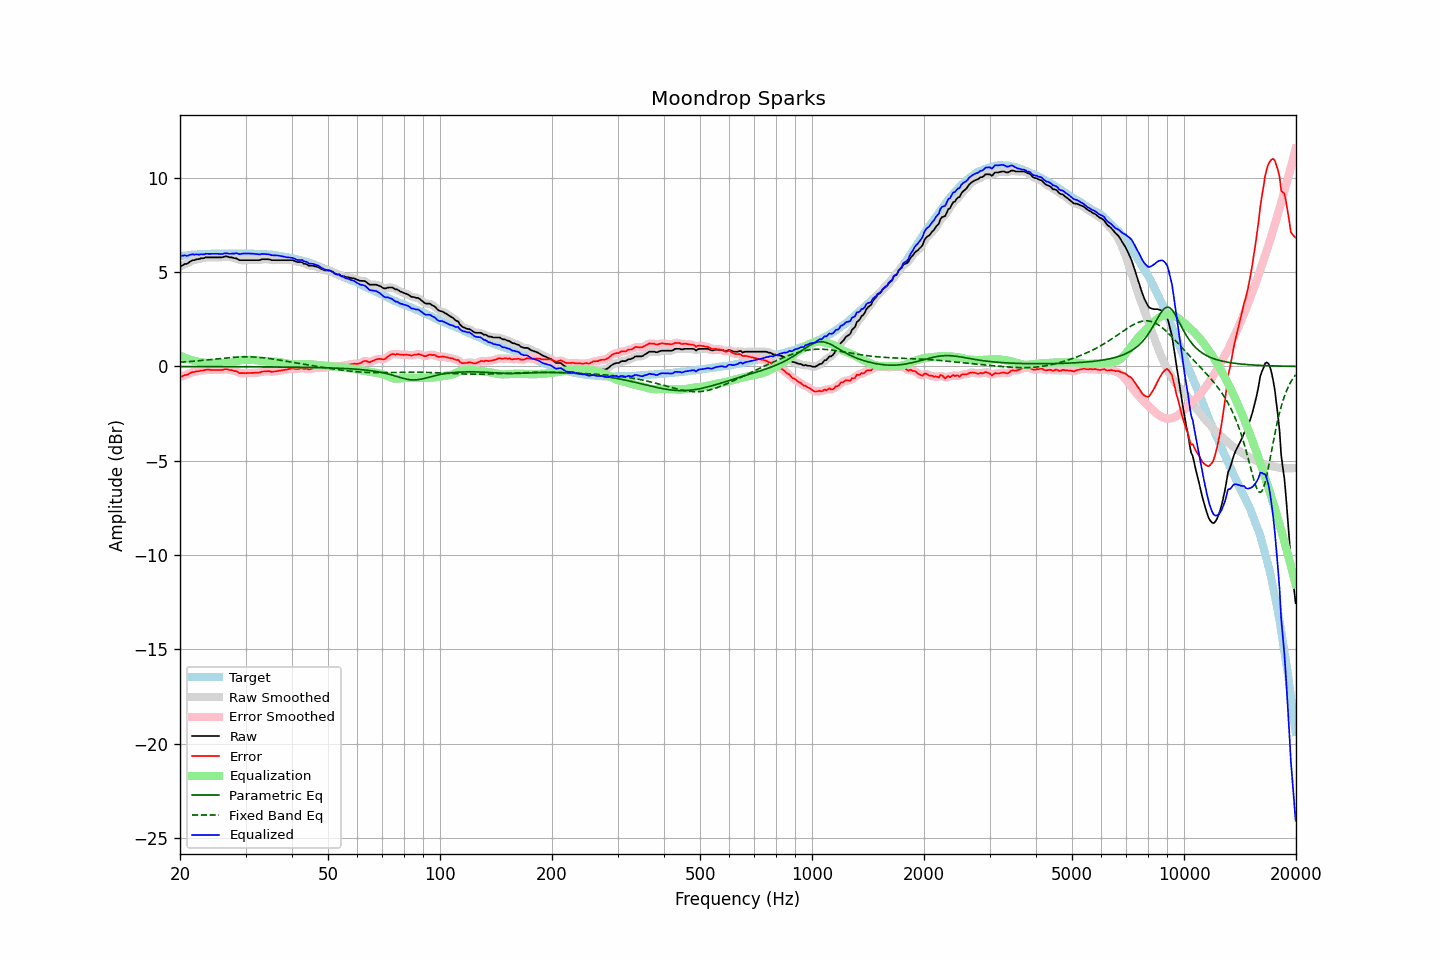 Moondrop Sparks
Amplitude (dBr)
10
5
0
−5
−10
−15
−20
−25
Target
Raw Smoothed
Error Smoothed
Raw
Error
Equalization
Parametric Eq
Fixed Band Eq
Equalized
20 50 100 200 500 1000 2000 5000 10000 20000
Frequency (Hz)